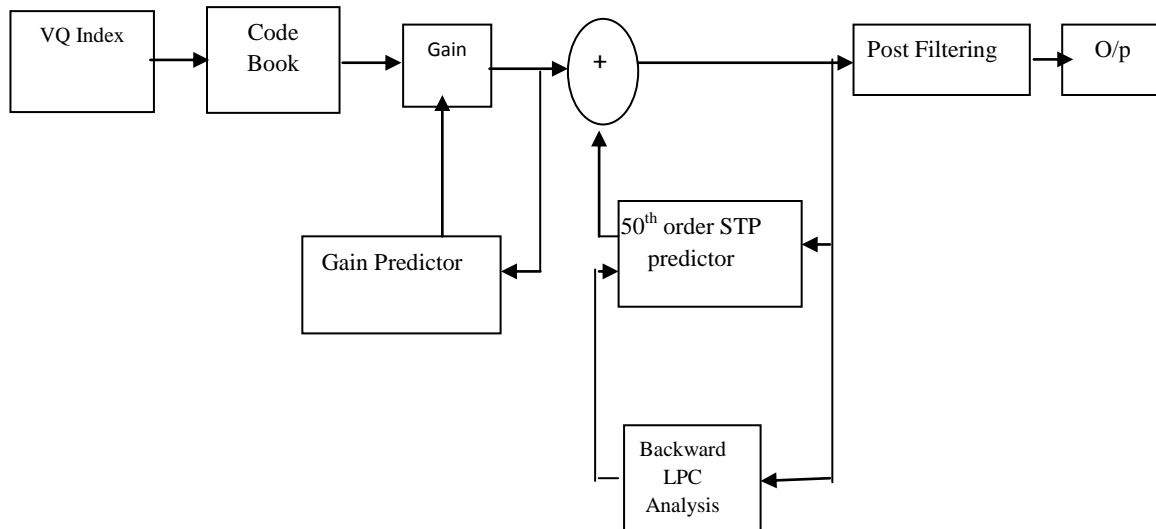 VQ Index
Code
Book
Gain
+
Post Filtering
O/p
50th order STP
predictor
Gain Predictor
Backward
LPC
Analysis